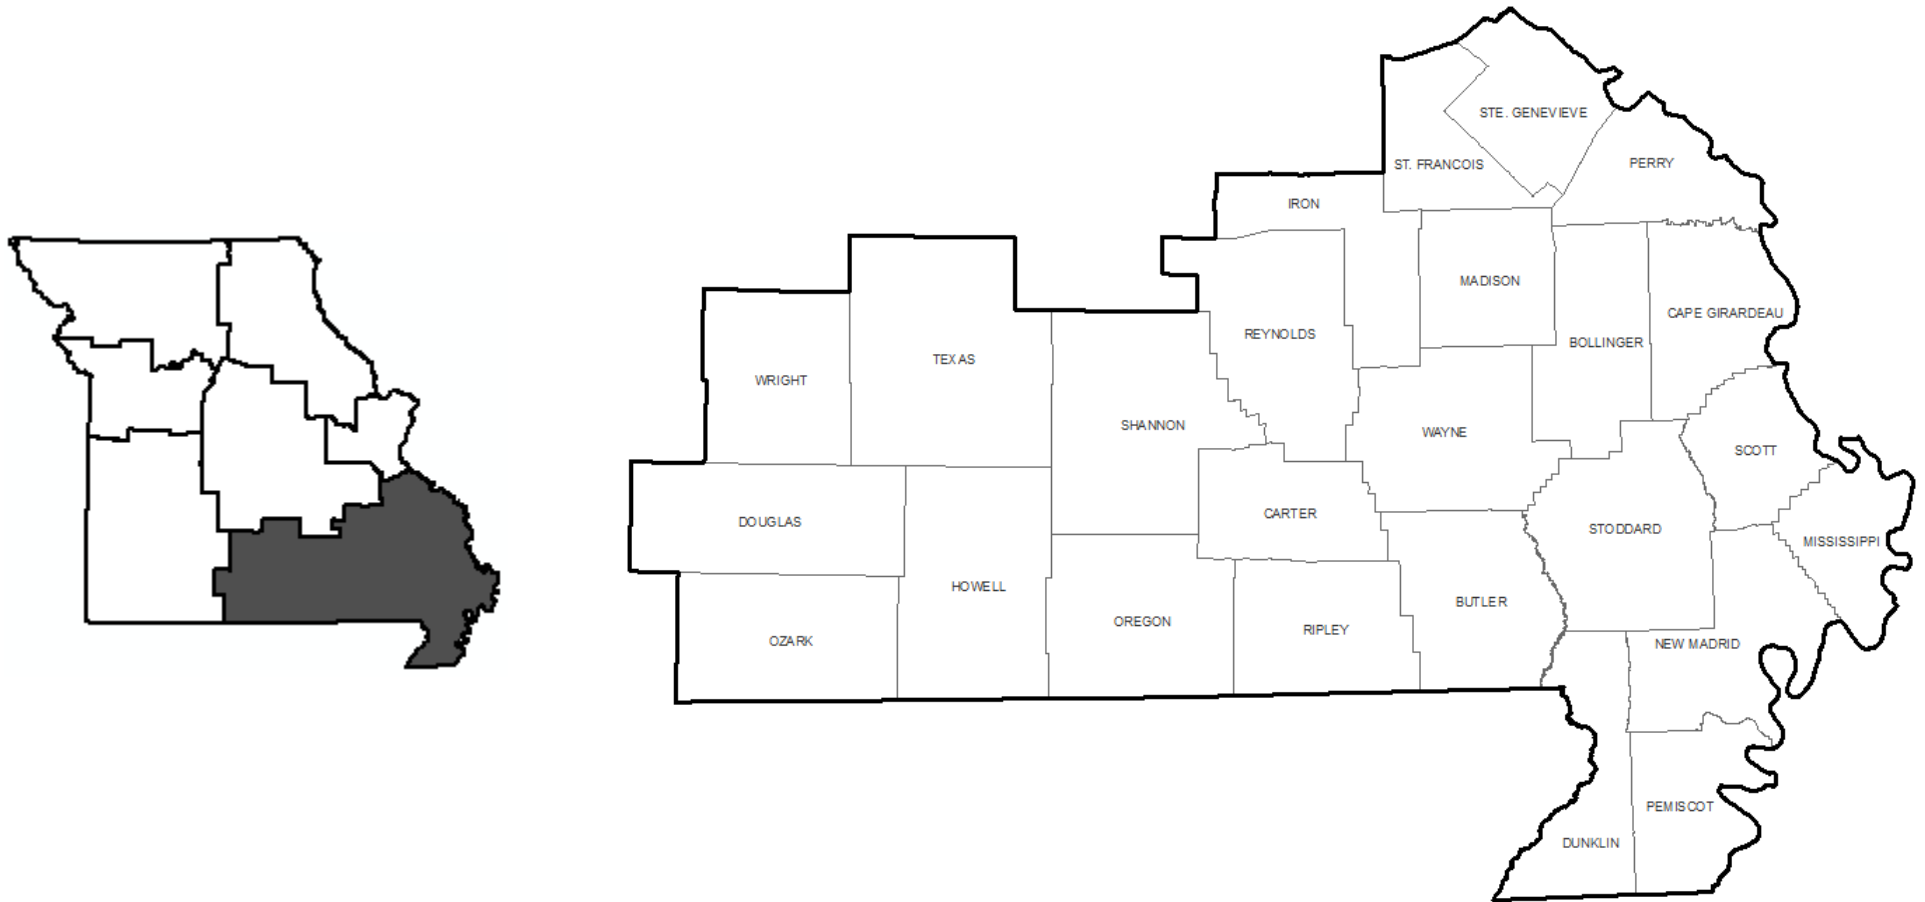 STE. GENEVIEVE
ST. FRANCOIS
PERRY
IRON
MADISON
CAPE GIRARDEAU
REYNOLDS
BOLLINGER
TEXAS
WRIGHT
SHANNON
WAYNE
SCOTT
CARTER
DOUGLAS
STODDARD
MISSISSIPPI
HOWELL
BUTLER
OREGON
RIPLEY
OZARK
NEW MADRID
PEMISCOT
DUNKLIN